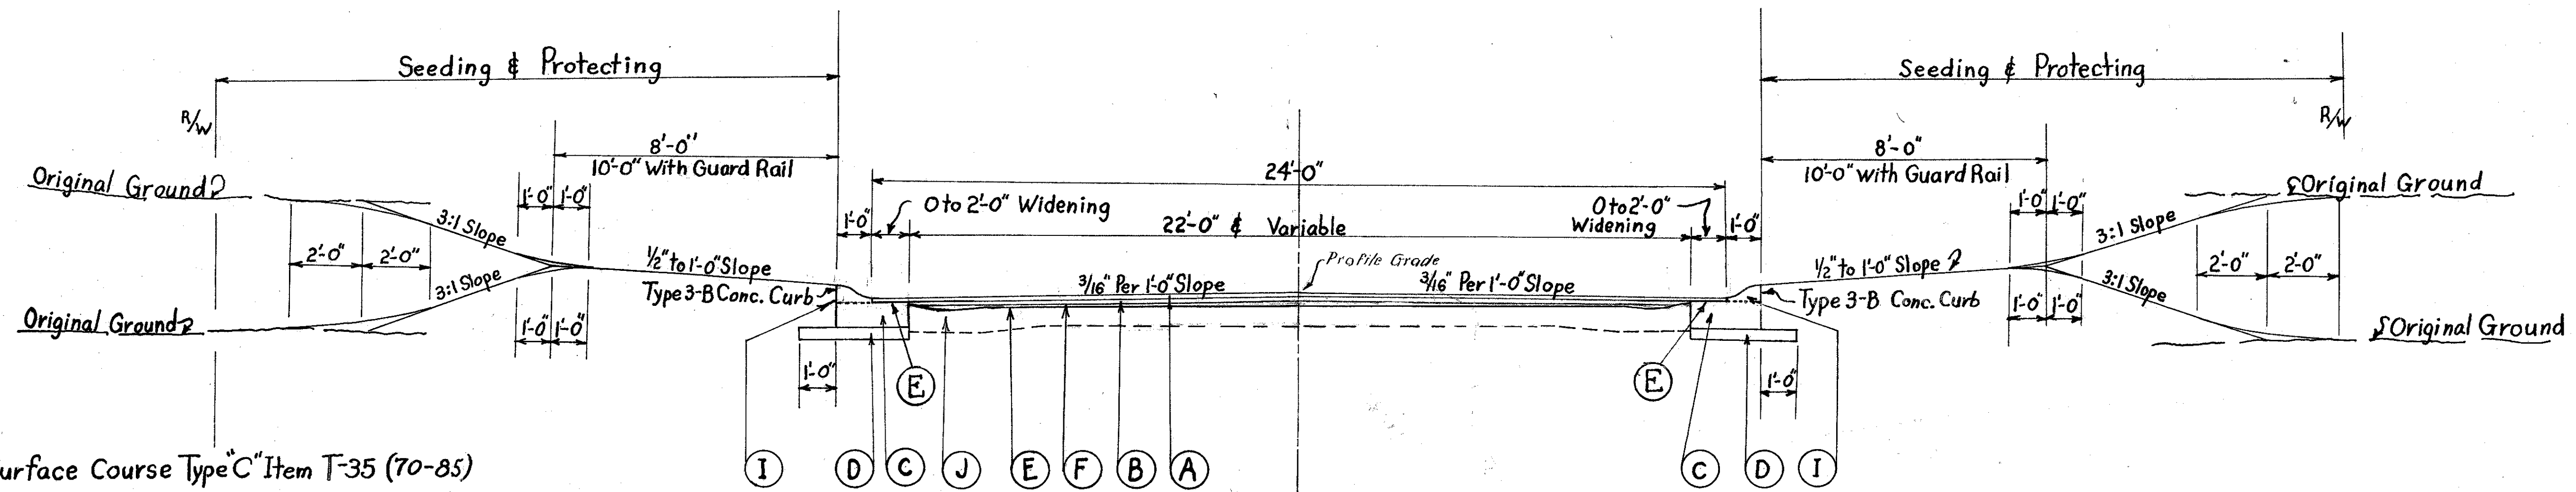 Seeding & Protecting
Seeding & Protecting
R/W
R/W
8'-0"
10'-0" With Guard Rail
8'-0"
10'-0" with Guard Rail
24'-0"
Original Ground
Original Ground
1'-0" 1'-0"
1'-0"
0 to 2'-0" Widening
0 to 2'-0"
Widening
1'-0"
1'-0" 1'-0"
22'-0" & Variable
3:1 Slope
3:1 Slope
2'-0" 2'-0"
2'-0" 2'-0"
1/2" to 1'-0" Slope
Profile Grade
1/2" to 1'-0" Slope
3:1 Slope
3:1 Slope
3/16" Per 1'-0" Slope
3/16" Per 1'-0" Slope
Type 3-B Conc. Curb
Type 3-B Conc. Curb
Original Ground
Original Ground
1'-0" 1'-0"
1'-0" 1'-0"
1'-0"
E
E
1'-0"
I D C J E F B A C D I
urface Course Type "C" Item T-35 (70-85)